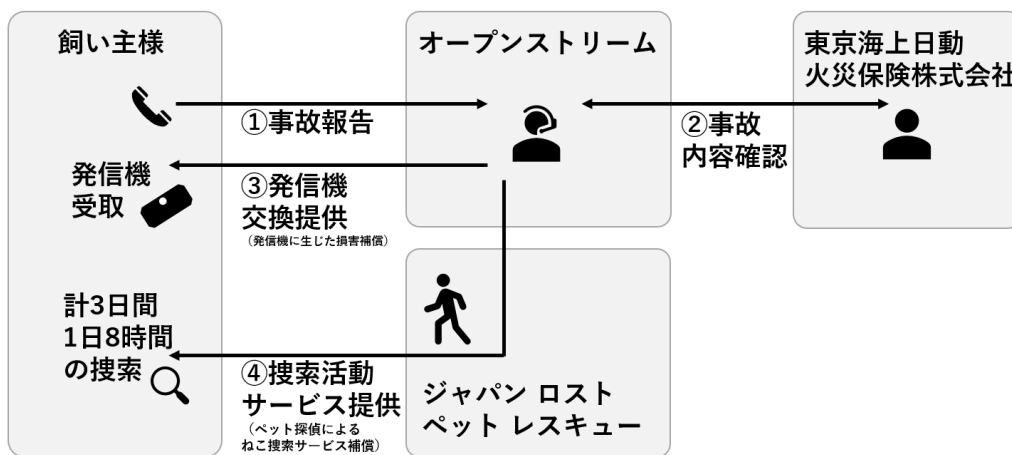 飼い主様
オープンストリーム
東京海上日動
火災保険株式会社
①事故報告
②事故
内容確認
発信機
受取
③発信機
交換提供
（発信機に生じた損害補償）
計3日間
1日8時間
の捜索
④捜索活動
サービス提供
（ペット探偵による
ねこ捜索サービス補償）
ジャパン ロスト
ペット レスキュー